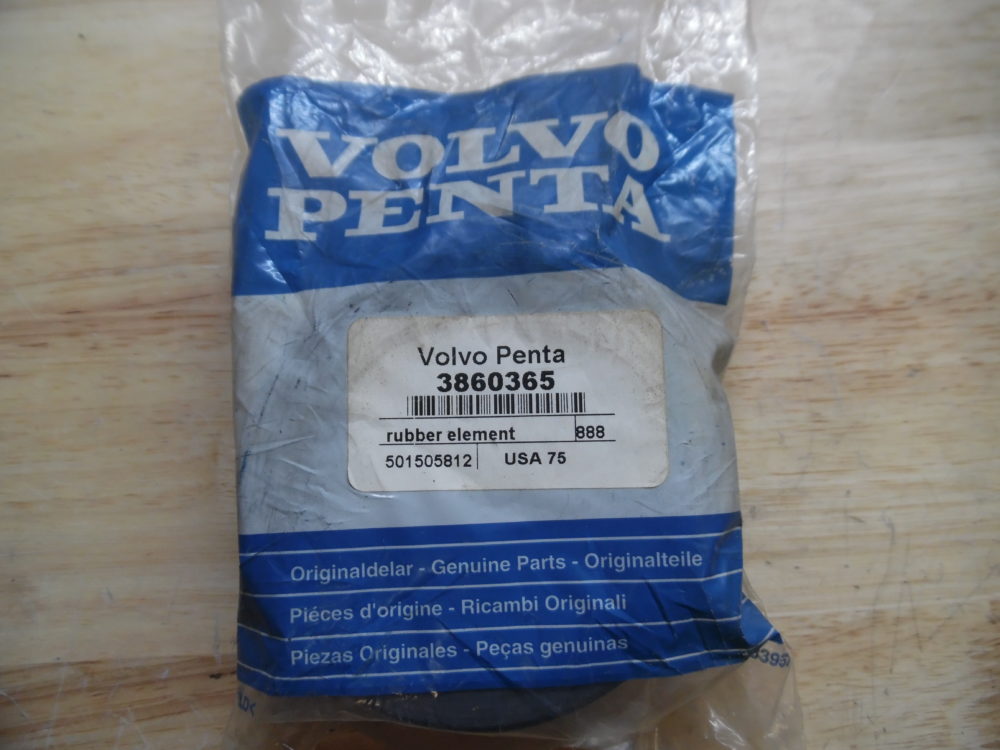 VOLVO
PENTA
Volvo Penta
3860365
rubber element 888
501505812 USA 75
Originaldelar - Genuine Parts - Originalteile
Piéces d'origine - Ricambi Originali
Piezas Originales - Peças genuinas